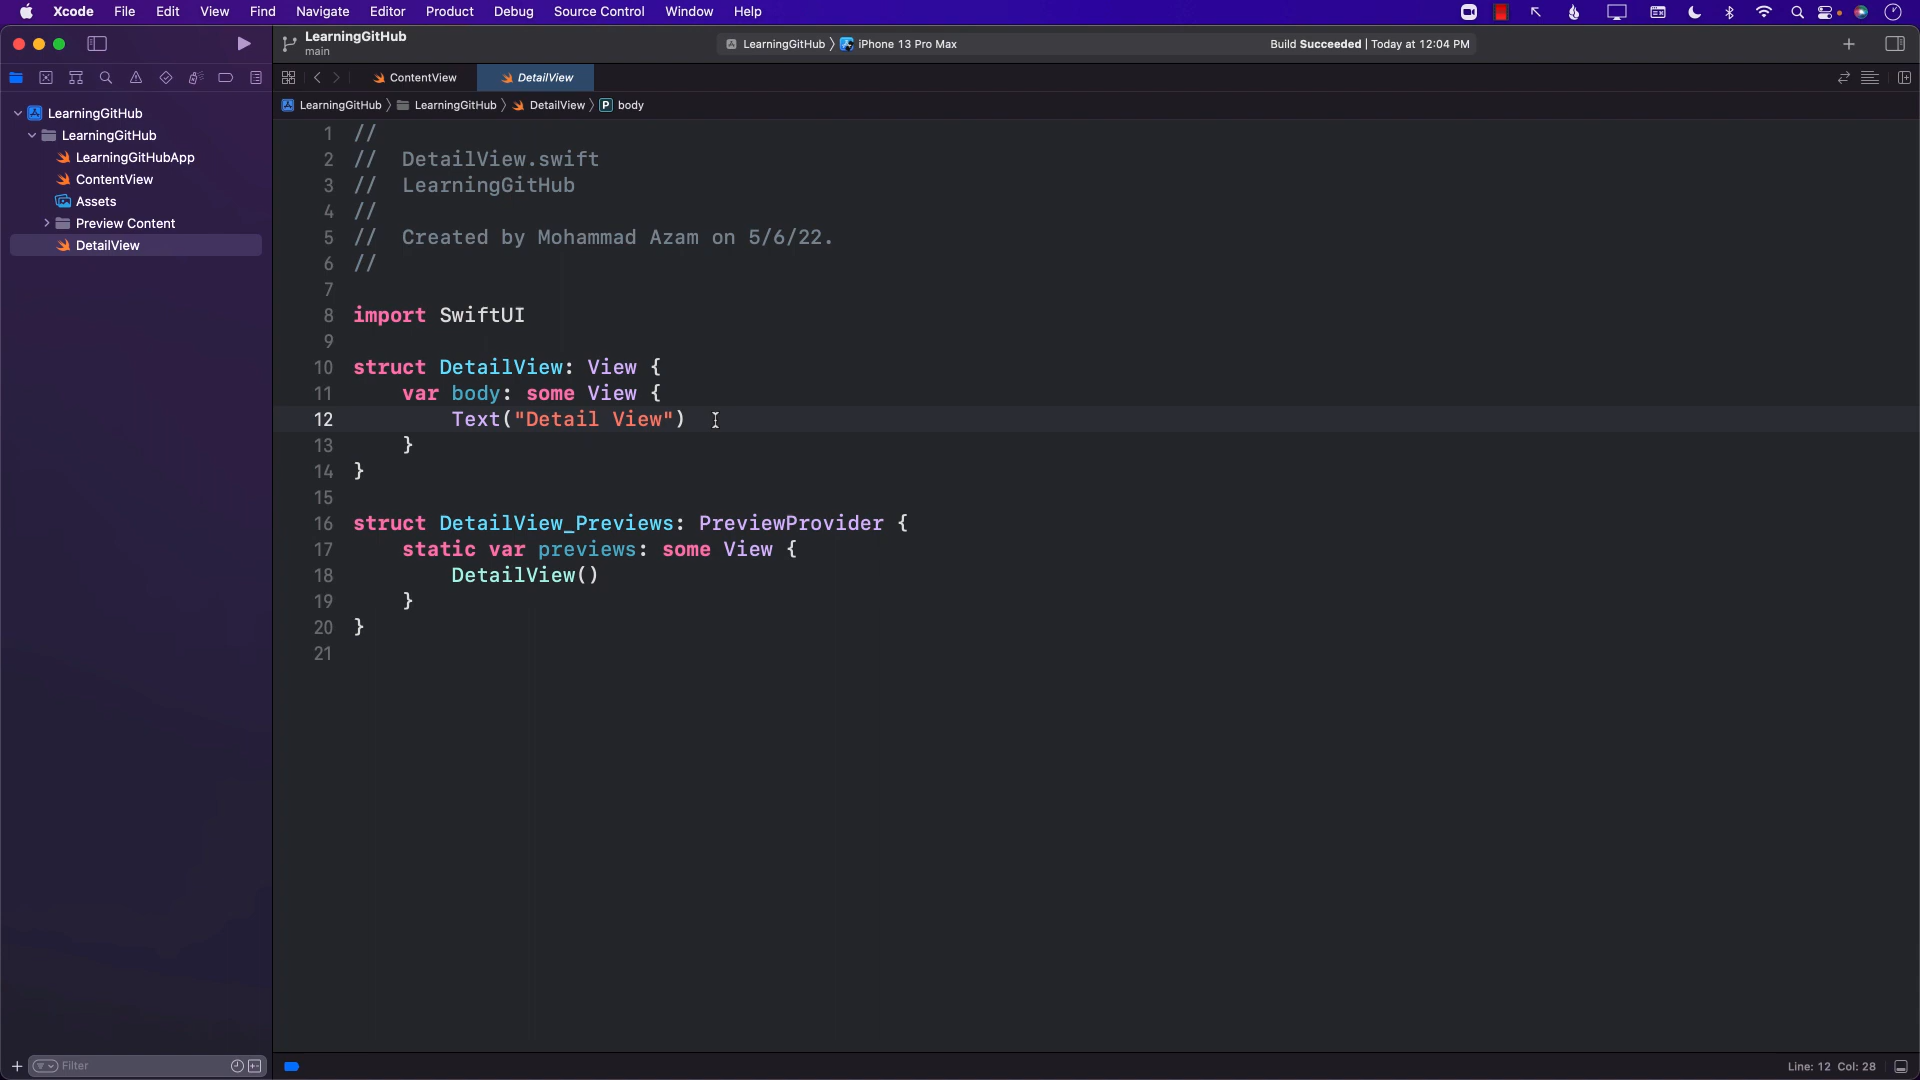 Xcode File Edit View Find Navigate Editor Product Debug Source Control Window Help
LearningGitHub
main
LearningGitHub 〉 iPhone 13 Pro Max
Build Succeeded | Today at 12:04 PM
ContentView DetailView
LearningGitHub 〉 LearningGitHub 〉 DetailView 〉 P body
LearningGitHub
LearningGitHub
LearningGitHubApp
ContentView
Assets
Preview Content
DetailView
1 //
2 //  DetailView.swift
3 //  LearningGitHub
4 //
5 //  Created by Mohammad Azam on 5/6/22.
6 //
7
8 import SwiftUI
9
10 struct DetailView: View {
11     var body: some View {
12         Text("Detail View")
13     }
14 }
15
16 struct DetailView_Previews: PreviewProvider {
17     static var previews: some View {
18         DetailView()
19     }
20 }
21
Filter
Line: 12 Col: 28